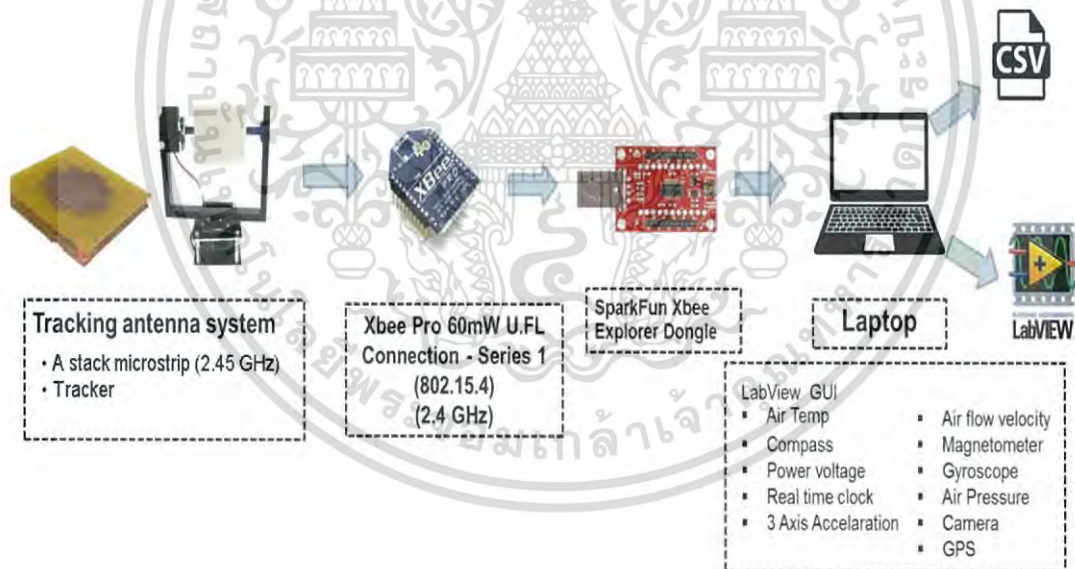 CSV
XBee
LabVIEW
Tracking antenna system
• A stack microstrip (2.45 GHz)
• Tracker
Xbee Pro 60mW U.FL
Connection - Series 1
(802.15.4)
(2.4 GHz)
SparkFun Xbee
Explorer Dongle
Laptop
LabView GUI
▪ Air Temp
▪ Compass
▪ Power voltage
▪ Real time clock
▪ 3 Axis Accelaration
▪ Air flow velocity
▪ Magnetometer
▪ Gyroscope
▪ Air Pressure
▪ Camera
▪ GPS